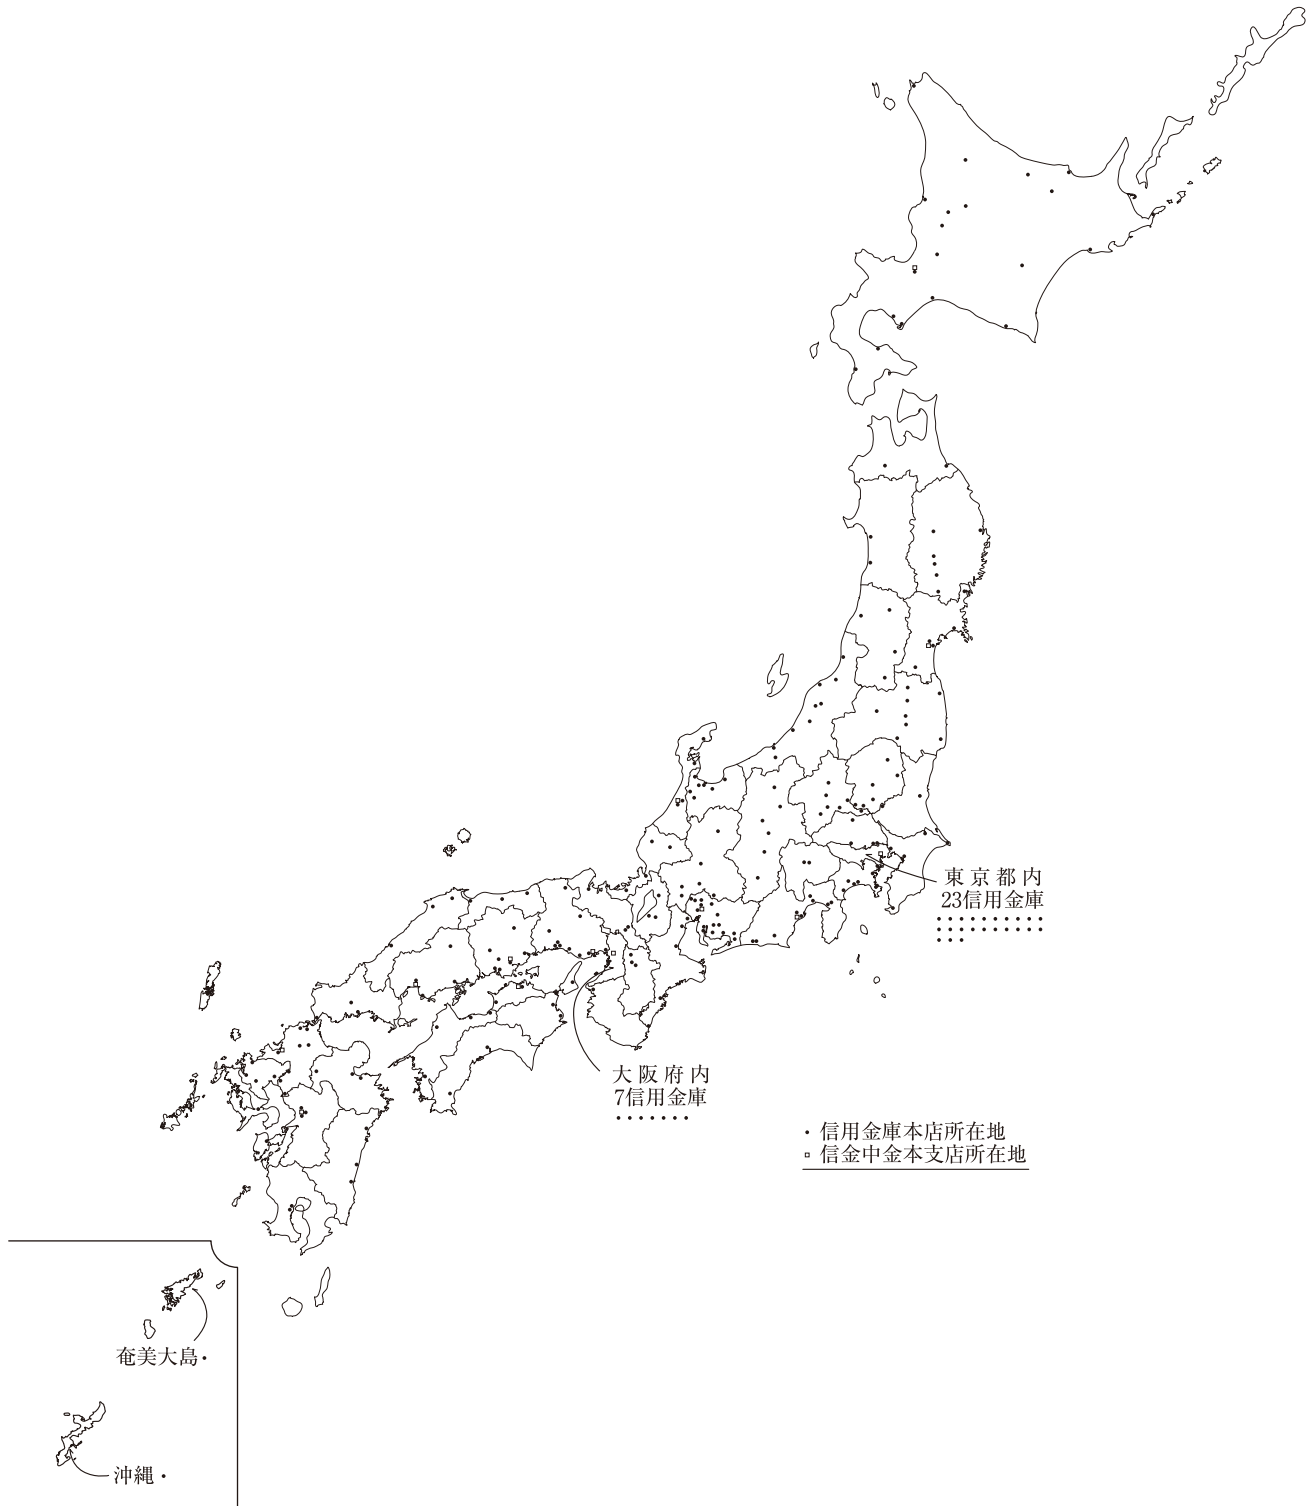 東京都内
23信用金庫
大阪府内
7信用金庫
・信用金庫本店所在地
□信金中金本支店所在地
奄美大島・
沖縄・